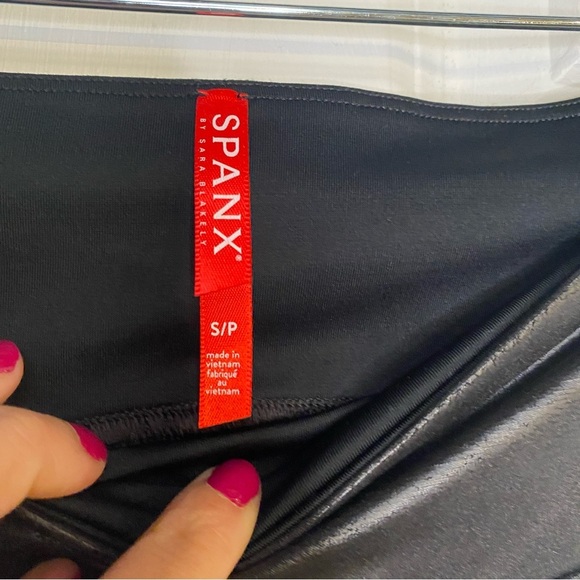 SPANX®
BY SARA BLAKELY
S/P
made in
vietnam
fabriqué
au
vietnam